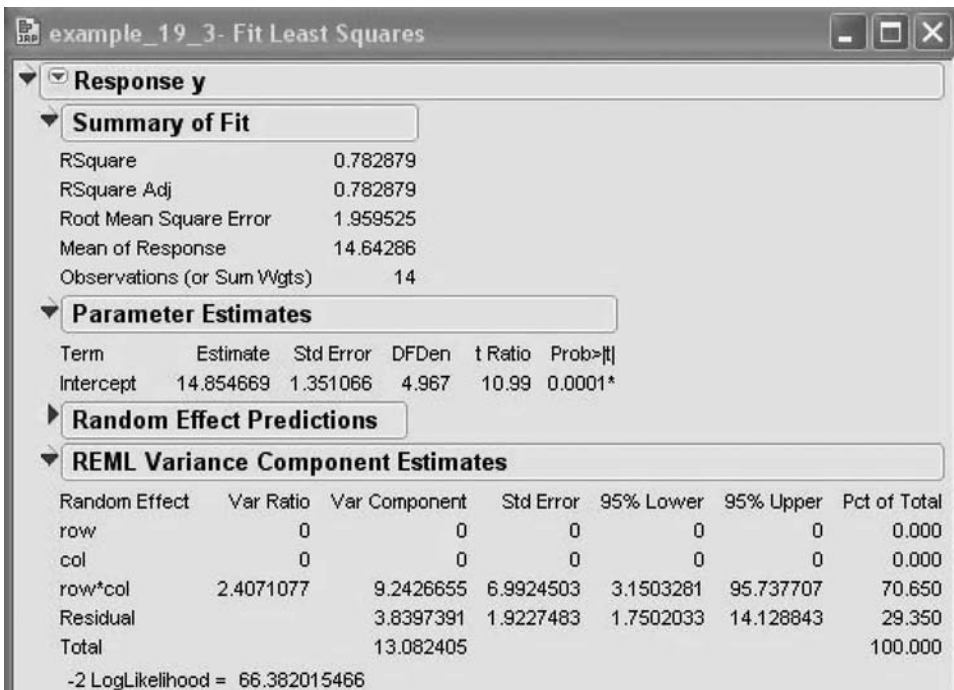 example_19_3- Fit Least Squares
Response y
Summary of Fit
RSquare 0.782879
RSquare Adj 0.782879
Root Mean Square Error 1.959525
Mean of Response 14.64286
Observations (or Sum Wgts) 14
Parameter Estimates
Term Estimate Std Error DFDen t Ratio Prob>|t|
Intercept 14.854669 1.351066 4.967 10.99 0.0001*
Random Effect Predictions
REML Variance Component Estimates
Random Effect Var Ratio Var Component Std Error 95% Lower 95% Upper Pct of Total
row 0 0 0 0 0 0.000
col 0 0 0 0 0 0.000
row*col 2.4071077 9.2426655 6.9924503 3.1503281 95.737707 70.650
Residual 3.8397391 1.9227483 1.7502033 14.128843 29.350
Total 13.082405 100.000
-2 LogLikelihood = 66.382015466